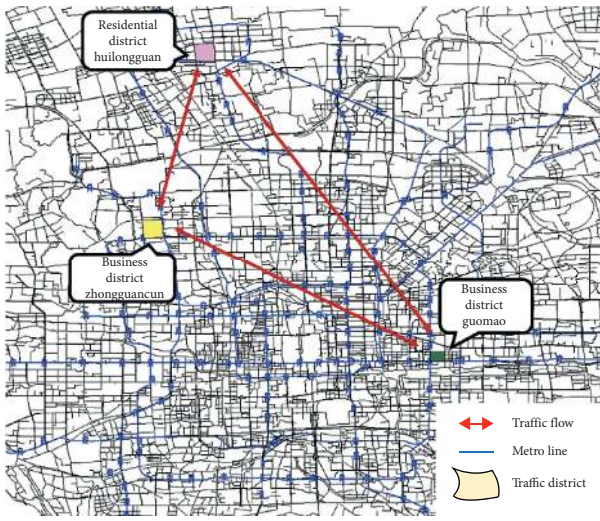 Residential
district
huilongguan
Business
district
zhongguancun
Business
district
guomao
Traffic flow
Metro line
Traffic district